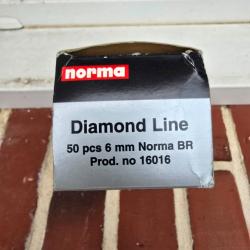 norma
Diamond Line
50 pcs 6 mm Norma BR
Prod. no 16016